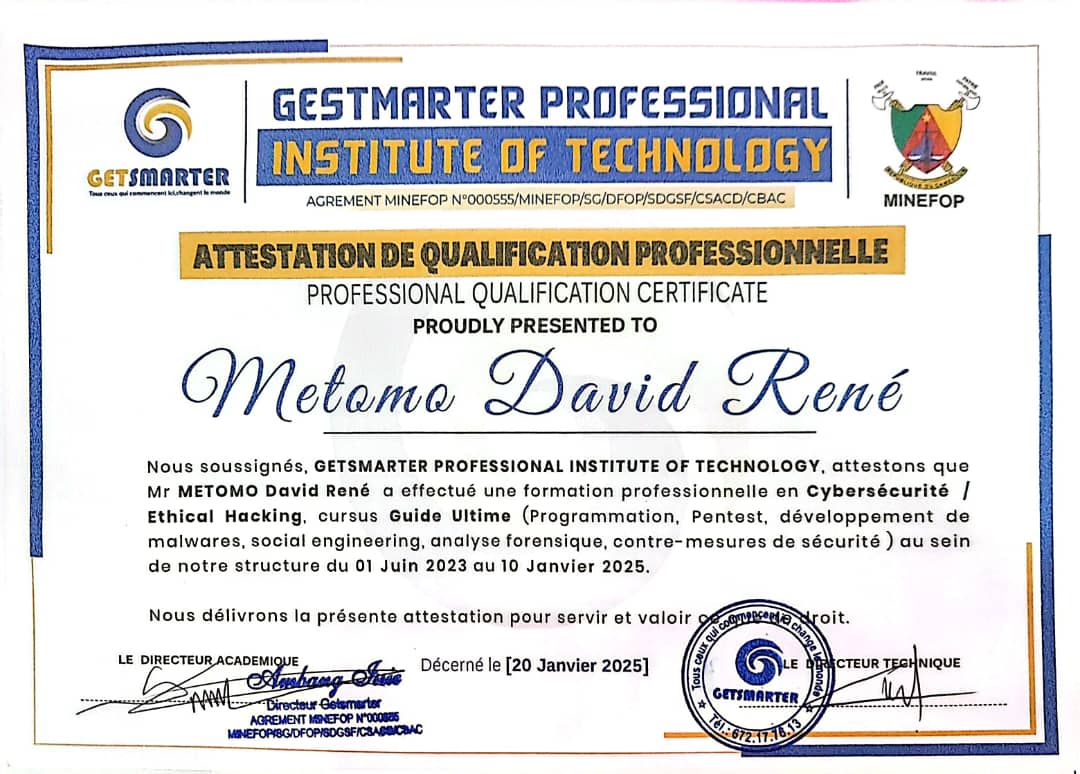 GETSMARTER
Tous ceux qui commencent ici,changent le monde
GESTMARTER PROFESSIONAL
INSTITUTE OF TECHNOLOGY
AGREMENT MINEFOP N°000555/MINEFOP/SG/DFOP/SDGSF/CSACD/CBAC
MINEFOP
ATTESTATION DE QUALIFICATION PROFESSIONNELLE
PROFESSIONAL QUALIFICATION CERTIFICATE
PROUDLY PRESENTED TO
Metomo David René
Nous soussignés, GETSMARTER PROFESSIONAL INSTITUTE OF TECHNOLOGY, attestons que
Mr METOMO David René a effectué une formation professionnelle en Cybersécurité /
Ethical Hacking, cursus Guide Ultime (Programmation, Pentest, développement de
malwares, social engineering, analyse forensique, contre-mesures de sécurité ) au sein
de notre structure du 01 Juin 2023 au 10 Janvier 2025.
Nous délivrons la présente attestation pour servir et valoir ce que de droit.
LE DIRECTEUR ACADEMIQUE
Directeur Getsmarter
AGREMENT MINEFOP N°000555
MINEFOP/SG/DFOP/SDGSF/CSACD/CBAC
Décerné le [20 Janvier 2025]
LE DIRECTEUR TECHNIQUE
Tous ceux qui commencent ici change le monde
GETSMARTER
Tél.: 672.17.76.13